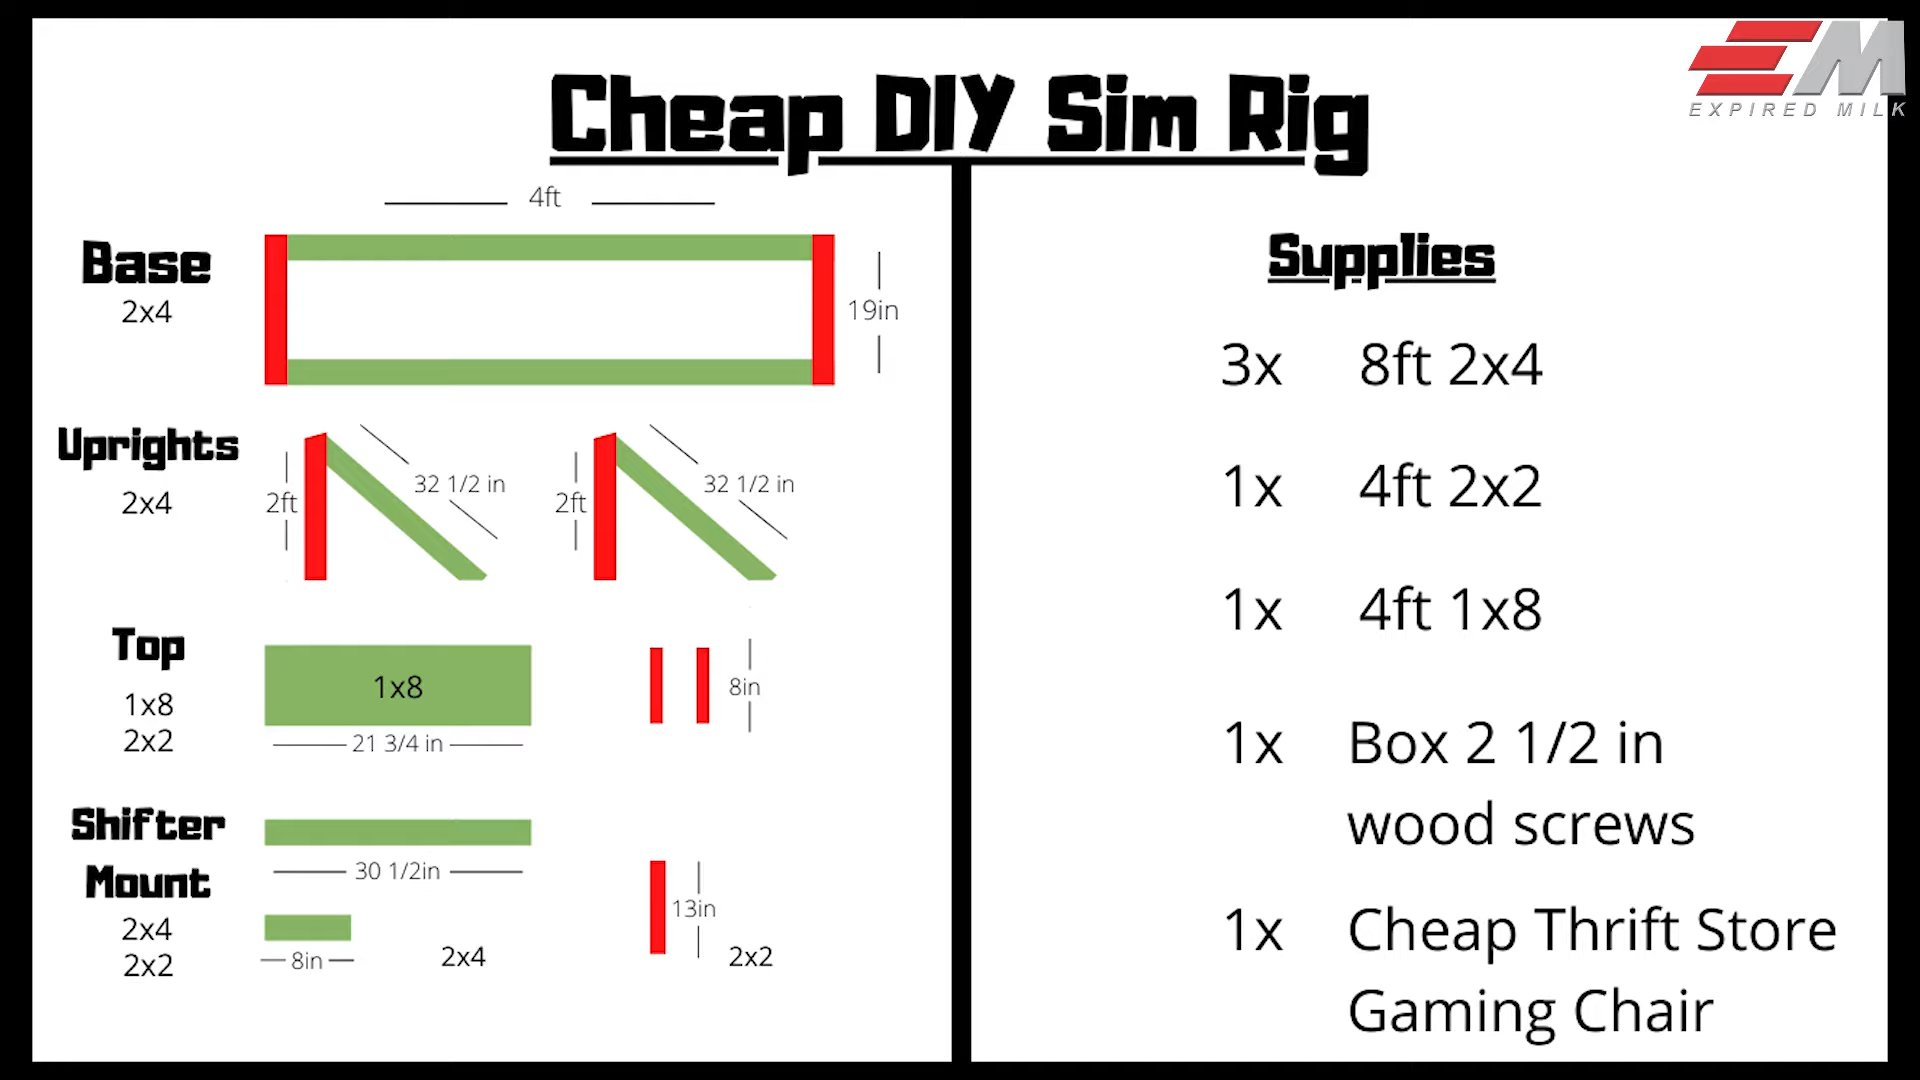 Cheap DIY Sim Rig
EM
EXPIRED MILK
4ft
Base
2x4
19in
Uprights
2x4
2ft
32 1/2 in
2ft
32 1/2 in
Top
1x8
2x2
1x8
21 3/4 in
8in
Shifter
Mount
2x4
2x2
30 1/2in
8in
2x4
13in
2x2
Supplies
3x 8ft 2x4
1x 4ft 2x2
1x 4ft 1x8
1x Box 2 1/2 in
wood screws
1x Cheap Thrift Store
Gaming Chair